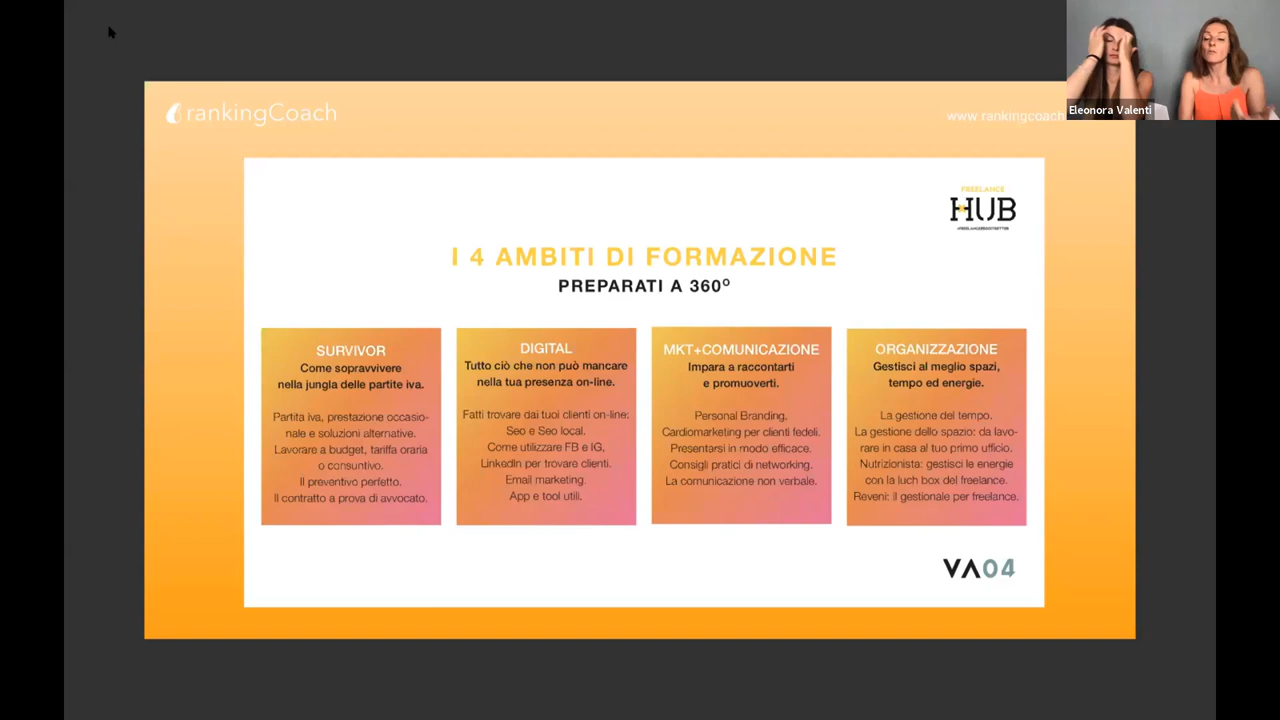 Eleonora Valenti
rankingCoach
www.rankingcoach
FREELANCE
HUB
I 4 AMBITI DI FORMAZIONE
PREPARATI A 360°
SURVIVOR
Come sopravvivere
nella jungla delle partite iva.
Partita iva, prestazione occasio-
nale e soluzioni alternative.
Lavorare a budget, tariffa oraria
o consuntivo.
Il preventivo perfetto.
Il contratto a prova di avvocato.
DIGITAL
Tutto ciò che non può mancare
nella tua presenza on-line.
Fatti trovare dai tuoi clienti on-line:
Seo e Seo local.
Come utilizzare FB e IG,
LinkedIn per trovare clienti.
Email marketing.
App e tool utili.
MKT+COMUNICAZIONE
Impara a raccontarti
e promuoverti.
Personal Branding.
Cardiomarketing per clienti fedeli.
Presentarsi in modo efficace.
Consigli pratici di networking.
La comunicazione non verbale.
ORGANIZZAZIONE
Gestisci al meglio spazi,
tempo ed energie.
La gestione del tempo.
La gestione dello spazio: da lavo-
rare in casa al tuo primo ufficio.
Nutrizionista: gestisci le energie
con la luch box del freelance.
Reveni: il gestionale per freelance.
VA04